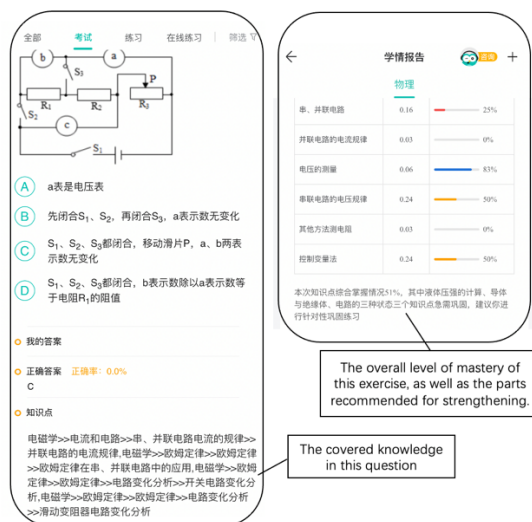 全部 考试 练习 在线练习 筛选
b
a
S₃
P
R₁
R₂
R₃
S₂
c
S₁
A a表是电压表
B 先闭合S₁、S₂，再闭合S₃，a表示数无变化
C S₁、S₂、S₃都闭合，移动滑片P，a、b两表
示数无变化
D S₁、S₂、S₃都闭合，b表示数除以a表示数等
于电阻R₁的阻值
我的答案
正确答案 正确率：0.0%
C
知识点
电磁学>>电流和电路>>串、并联电路电流的规律>>
并联电路的电流规律,电磁学>>欧姆定律>>欧姆定律
>>欧姆定律在串、并联电路中的应用,电磁学>>欧姆
定律>>欧姆定律>>电路变化分析>>开关电路变化分
析,电磁学>>欧姆定律>>欧姆定律>>电路变化分析
>>滑动变阻器电路变化分析
学情报告
咨询
物理
串、并联电路 0.16 25%
并联电路的电流规律 0.03 0%
电压的测量 0.06 83%
串联电路的电压规律 0.24 50%
其他方法测电阻 0.03 0%
控制变量法 0.24 50%
本次知识点综合掌握情况51%，其中液体压强的计算、导体
与绝缘体、电路的三种状态三个知识点急需巩固，建议你进
行针对性巩固练习
The overall level of mastery of
this exercise, as well as the parts
recommended for strengthening.
The covered knowledge
in this question